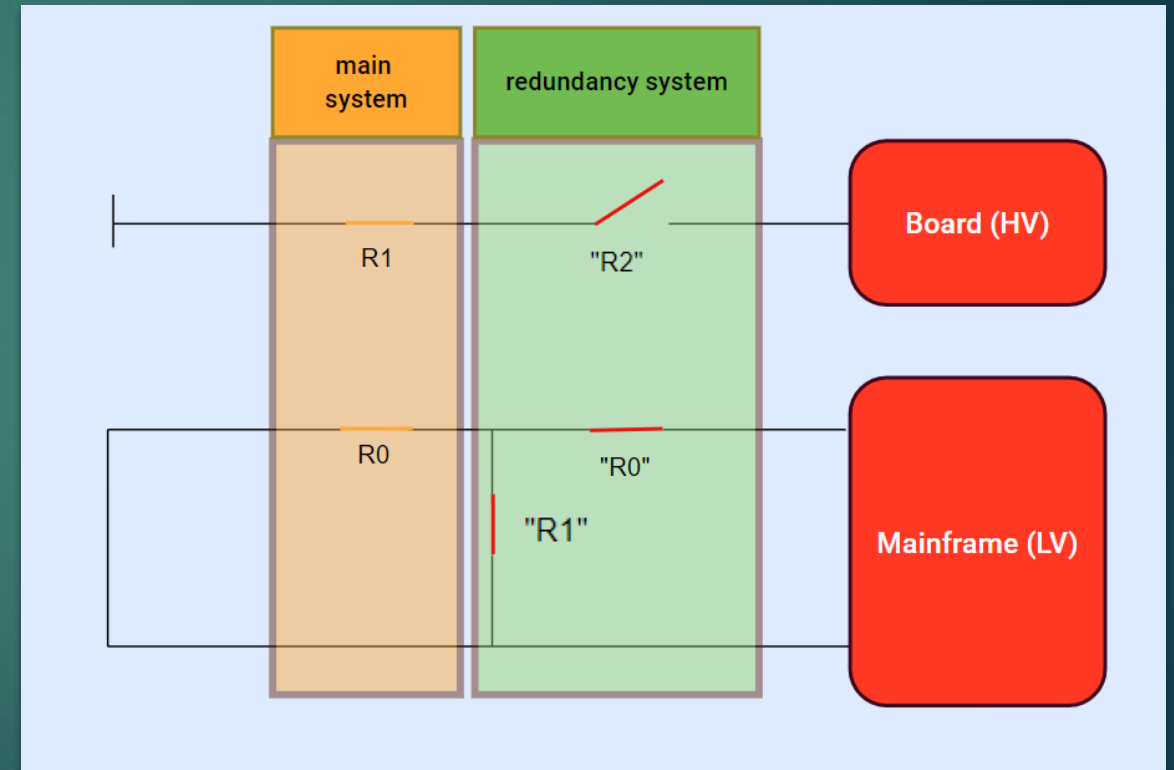 main
system
redundancy system
Board (HV)
R1
"R2"
R0
"R0"
"R1"
Mainframe (LV)